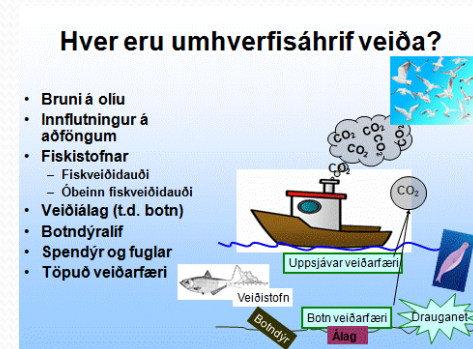 Hver eru umhverfisáhrif veiða?
• Bruni á olíu
• Innflutningur á
aðföngum
• Fiskistofnar
– Fiskveiðidauði
– Óbeinn fiskveiðidauði
• Veiðiálag (t.d. botn)
• Botndýralíf
• Spendýr og fuglar
• Töpuð veiðarfæri
CO₂ CO₂
CO₂ CO₂
CO₂
CO₂
Uppsjávar veiðarfæri
Veiðistofn
Botn veiðarfæri
Drauganet
Botndýr
Álag